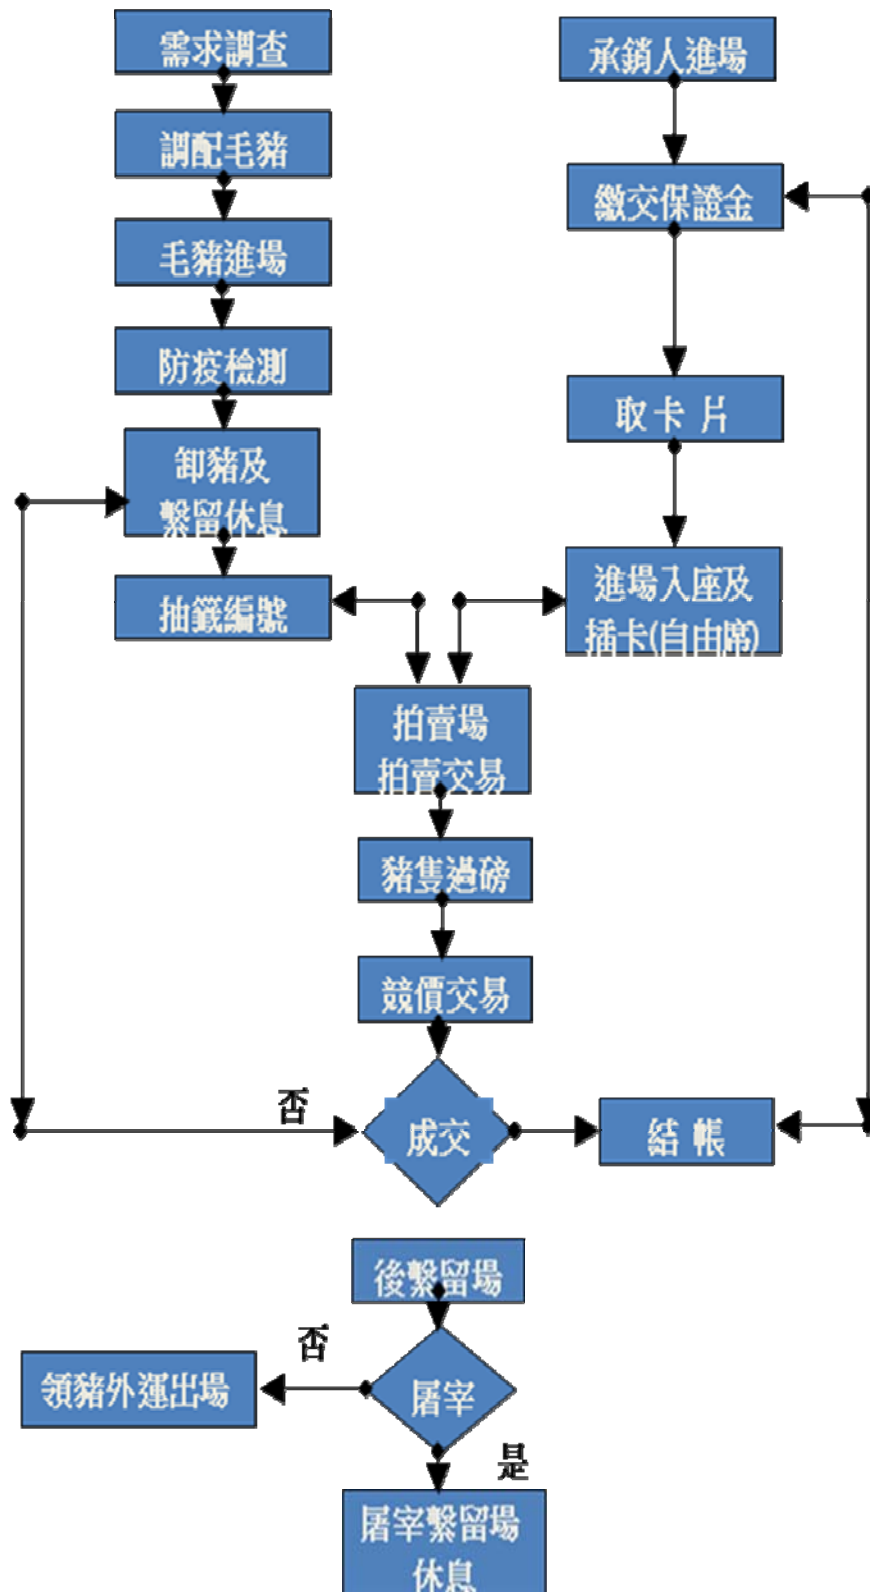 需求調查
調配毛豬
毛豬進場
防疫檢測
卸豬及
繫留休息
抽籤編號
承銷人進場
繳交保證金
取卡 片
進場入座及
插卡(自由席)
拍賣場
拍賣交易
豬隻過磅
競價交易
否
成交
結 帳
後繫留場
否
屠宰
領豬外運出場
是
屠宰繫留場
休息